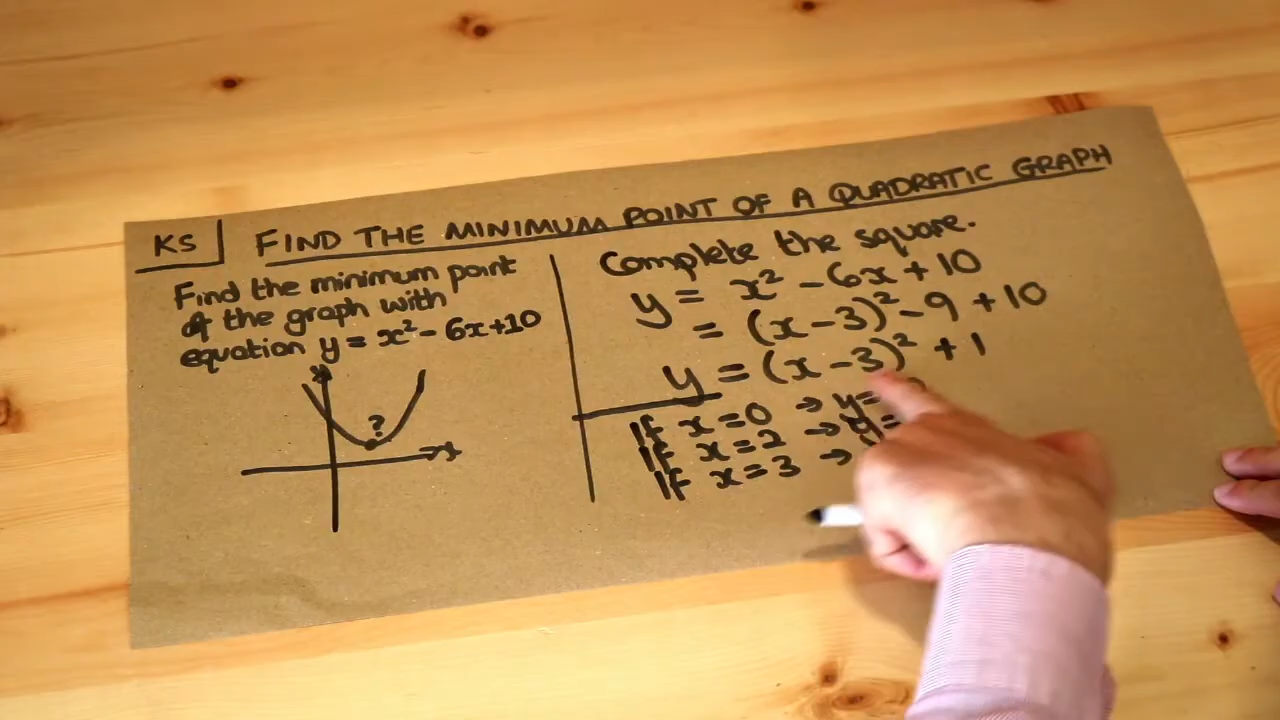 KS
FIND THE MINIMUM POINT OF A QUADRATIC GRAPH
Find the minimum point
of the graph with
equation y = x² - 6x+10
?
x
Complete the square.
y = x² - 6x + 10
= (x-3)² - 9 + 10
y = (x-3)² + 1
If x=0 → y=
If x=2 → y=
If x=3 →